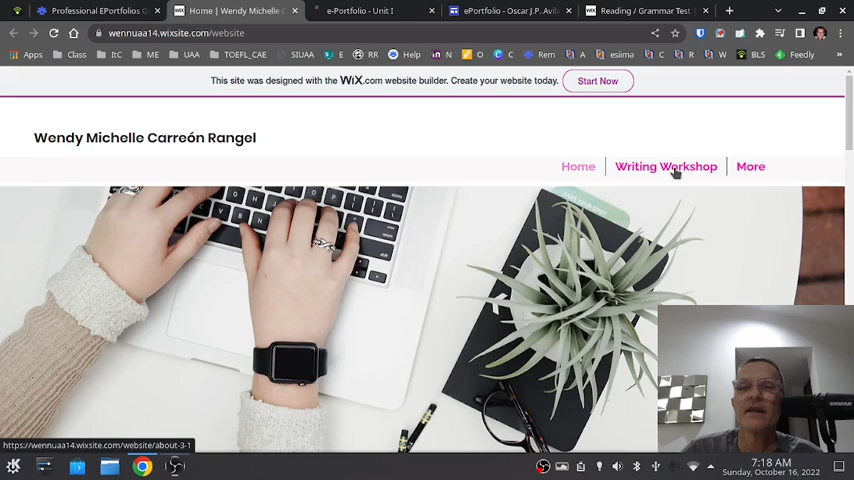 Professional EPortfolios G
Home | Wendy Michelle C
e-Portfolio - Unit I
ePortfolio - Oscar J.P. Avila
Reading / Grammar Test
wennuaa14.wixsite.com/website
Apps
Class
ItC
ME
UAA
TOEFL_CAE
SIUAA
E
RR
Help
In
O
C
Rem
A
esiima
C
R
A
BLS
Feedly
This site was designed with the WiX.com website builder. Create your website today.
Start Now
Wendy Michelle Carreón Rangel
Home
Writing Workshop
More
https://wennuaa14.wixsite.com/website/about-3-1
SHURE
7:18 AM
Sunday, October 16, 2022